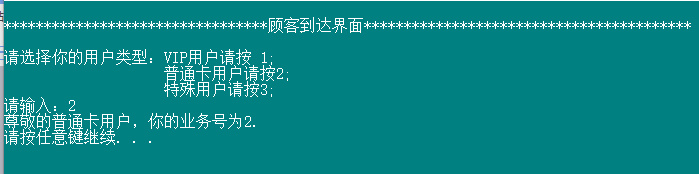 *********************************顾客到达界面*****************************************
请选择你的用户类型：VIP用户请按 1;
普通卡用户请按2;
特殊用户请按3;
请输入：2
尊敬的普通卡用户，你的业务号为2.
请按任意键继续. . .